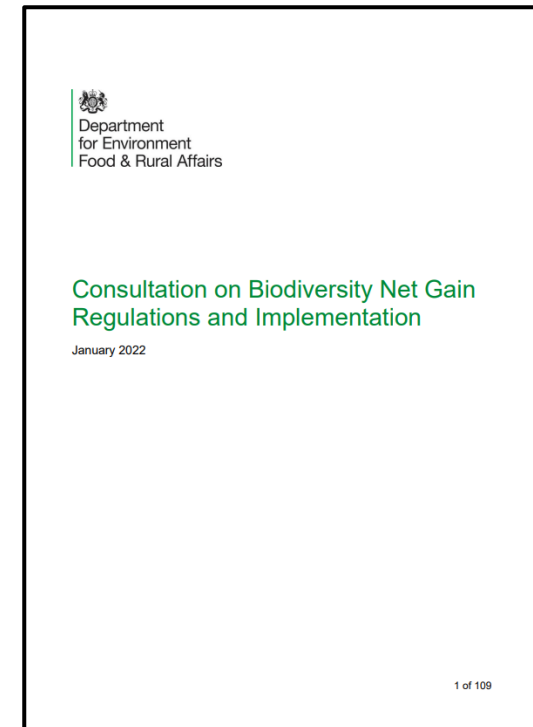 Department
for Environment
Food & Rural Affairs
Consultation on Biodiversity Net Gain
Regulations and Implementation
January 2022
1 of 109